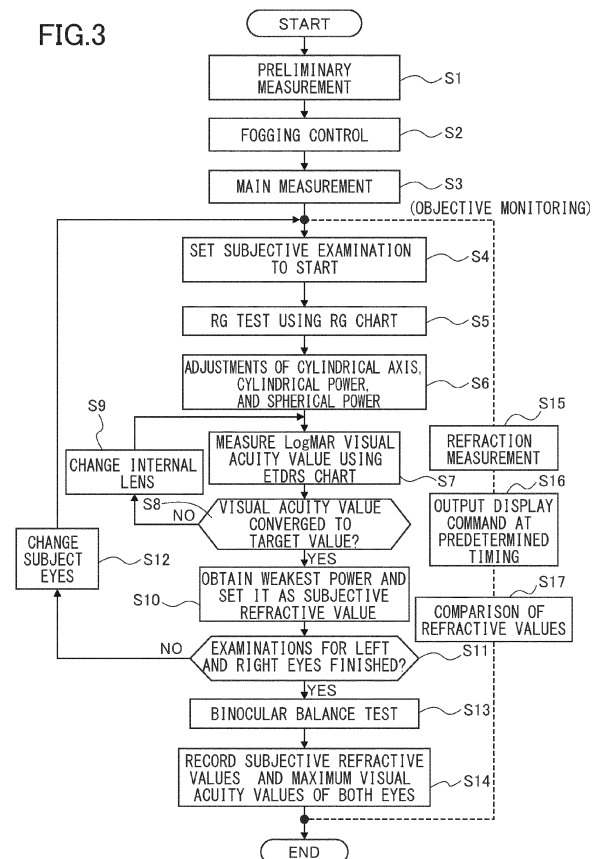 FIG.3
START
PRELIMINARY
MEASUREMENT
S1
FOGGING CONTROL
S2
MAIN MEASUREMENT
S3
(OBJECTIVE MONITORING)
SET SUBJECTIVE EXAMINATION
TO START
S4
RG TEST USING RG CHART
S5
ADJUSTMENTS OF CYLINDRICAL AXIS,
CYLINDRICAL POWER,
AND SPHERICAL POWER
S6
S9
CHANGE INTERNAL
LENS
MEASURE LogMAR VISUAL
ACUITY VALUE USING
ETDRS CHART
S7
S15
REFRACTION
MEASUREMENT
S8
VISUAL ACUITY VALUE
CONVERGED TO
TARGET VALUE?
NO
YES
S16
OUTPUT DISPLAY
COMMAND AT
PREDETERMINED
TIMING
CHANGE
SUBJECT
EYES
S12
S10
OBTAIN WEAKEST POWER AND
SET IT AS SUBJECTIVE
REFRACTIVE VALUE
S17
COMPARISON OF
REFRACTIVE VALUES
NO
EXAMINATIONS FOR LEFT
AND RIGHT EYES FINISHED?
S11
YES
BINOCULAR BALANCE TEST
S13
RECORD SUBJECTIVE REFRACTIVE
VALUES AND MAXIMUM VISUAL
ACUITY VALUES OF BOTH EYES
S14
END